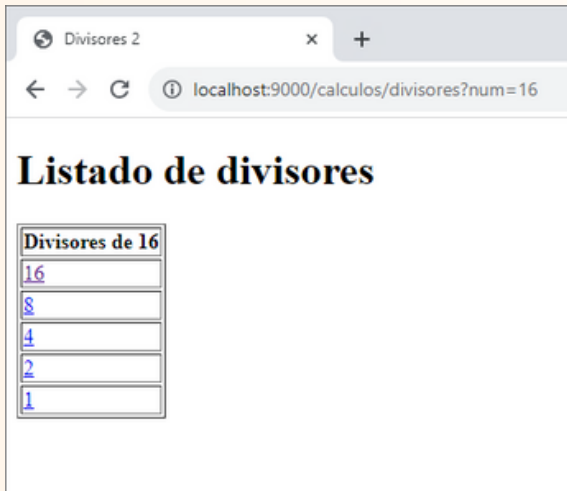 Divisores 2
localhost:9000/calculos/divisores?num=16
Listado de divisores
Divisores de 16
16
8
4
2
1